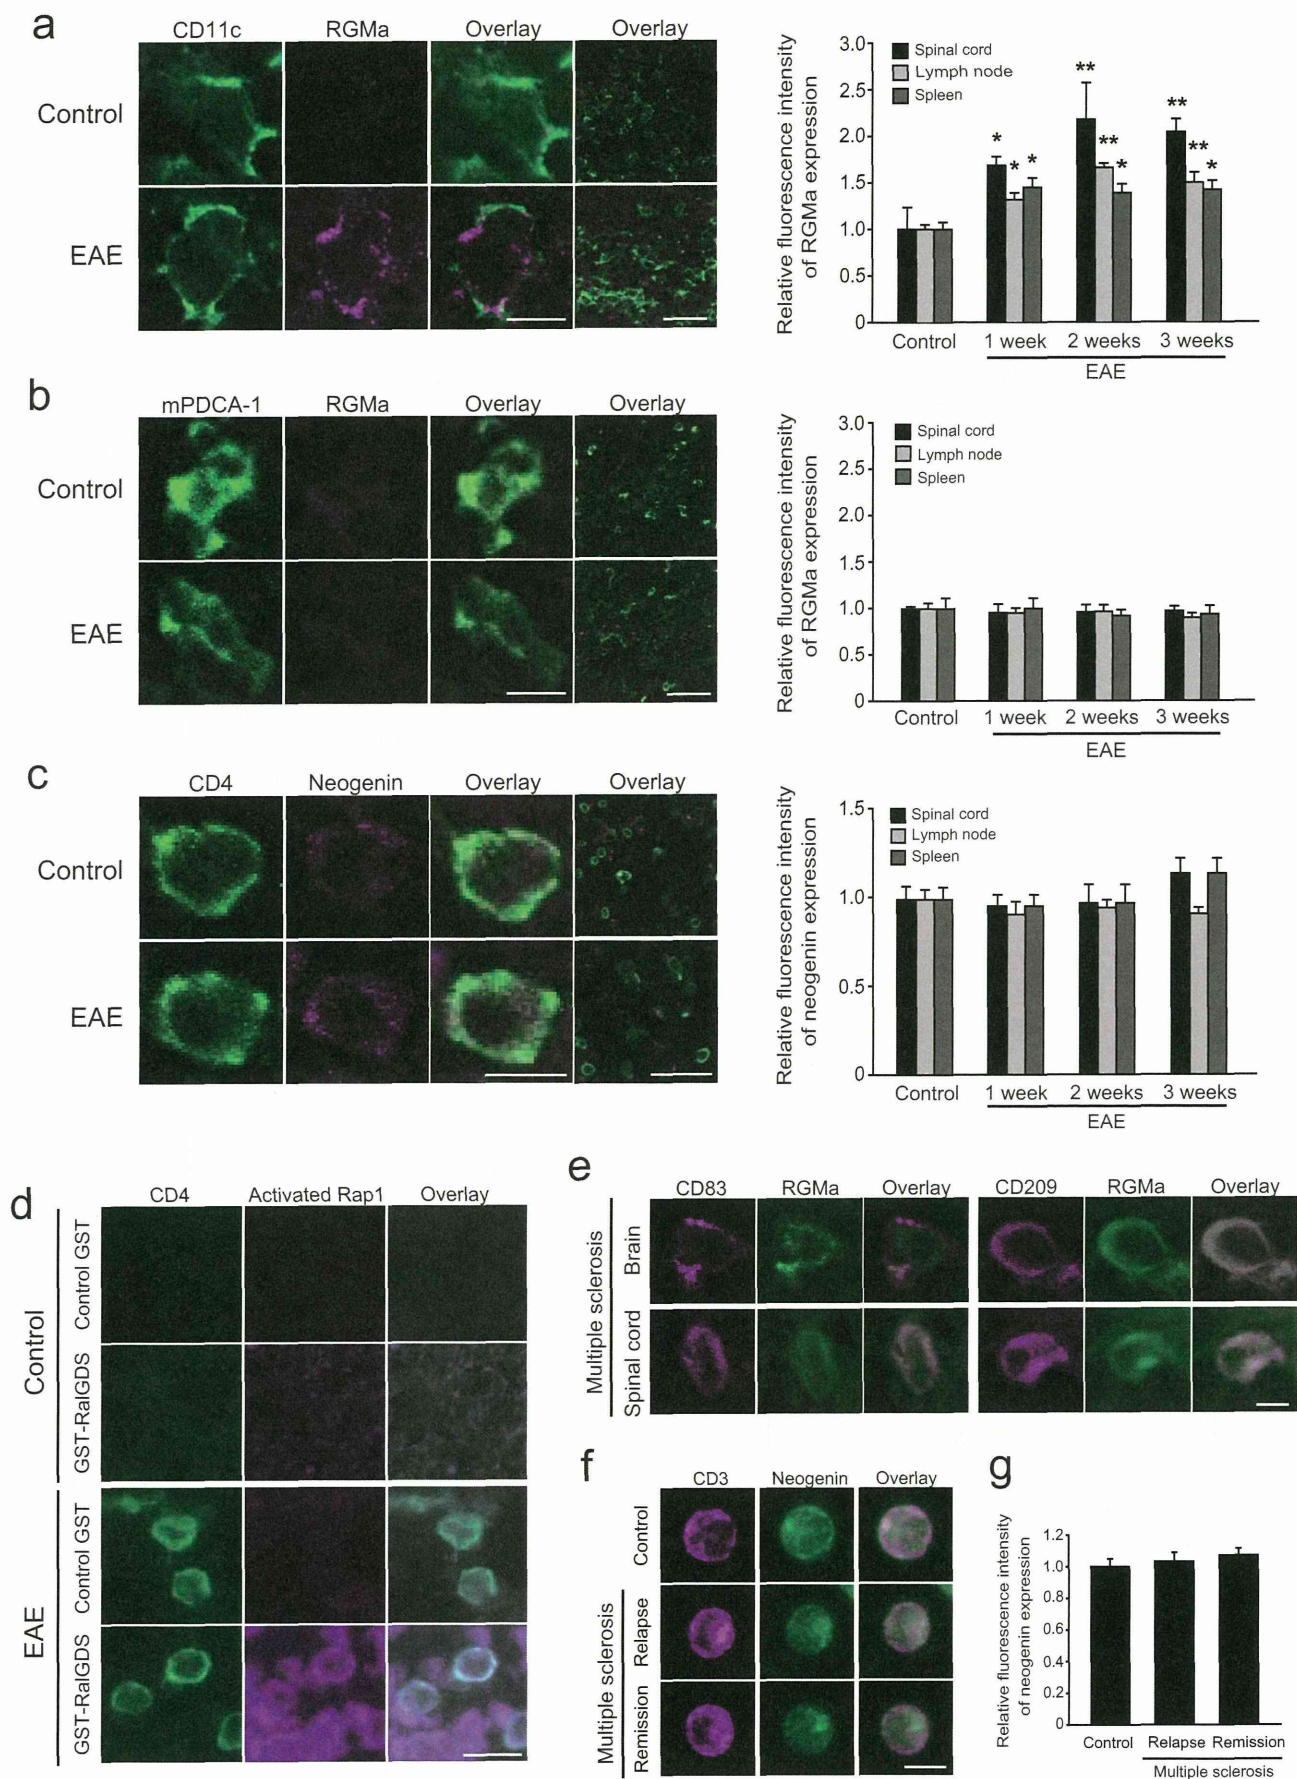 a
CD11c RGMa Overlay Overlay
Control
EAE
Relative fluorescence intensity
of RGMa expression
3.0
2.5
2.0
1.5
1.0
0.5
0
Spinal cord
Lymph node
Spleen
* * *
** ** *
** ** *
Control 1 week 2 weeks 3 weeks
EAE
b
mPDCA-1 RGMa Overlay Overlay
Control
EAE
Relative fluorescence intensity
of RGMa expression
3.0
2.5
2.0
1.5
1.0
0.5
0
Spinal cord
Lymph node
Spleen
Control 1 week 2 weeks 3 weeks
EAE
c
CD4 Neogenin Overlay Overlay
Control
EAE
Relative fluorescence intensity
of neogenin expression
1.5
1.0
0.5
0
Spinal cord
Lymph node
Spleen
Control 1 week 2 weeks 3 weeks
EAE
d
CD4 Activated Rap1 Overlay
Control
Control GST
GST-RalGDS
EAE
Control GST
GST-RalGDS
e
CD83 RGMa Overlay CD209 RGMa Overlay
Multiple sclerosis
Brain
Spinal cord
f
CD3 Neogenin Overlay
Control
Multiple sclerosis
Relapse
Remission
g
Relative fluorescence intensity
of neogenin expression
1.2
1.0
0.8
0.6
0.4
0.2
0
Control Relapse Remission
Multiple sclerosis